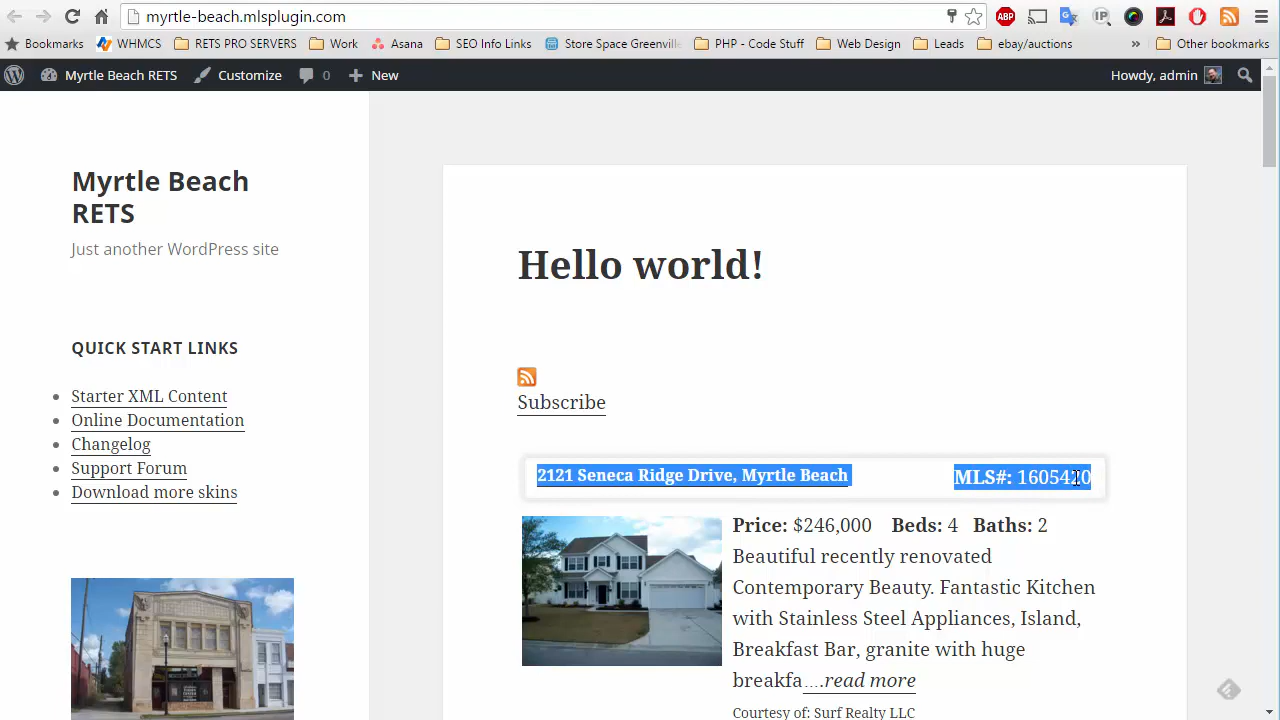 myrtle-beach.mlsplugin.com
ABP
IP
Bookmarks WHMCS RETS PRO SERVERS Work Asana SEO Info Links Store Space Greenvill PHP - Code Stuff Web Design Leads ebay/auctions » Other bookmarks
Myrtle Beach RETS Customize 0 New Howdy, admin
Myrtle Beach
RETS
Just another WordPress site
QUICK START LINKS
Starter XML Content
Online Documentation
Changelog
Support Forum
Download more skins
Hello world!
Subscribe
2121 Seneca Ridge Drive, Myrtle Beach MLS#: 1605420
Price: $246,000 Beds: 4 Baths: 2
Beautiful recently renovated
Contemporary Beauty. Fantastic Kitchen
with Stainless Steel Appliances, Island,
Breakfast Bar, granite with huge
breakfa....read more
Courtesy of: Surf Realty LLC